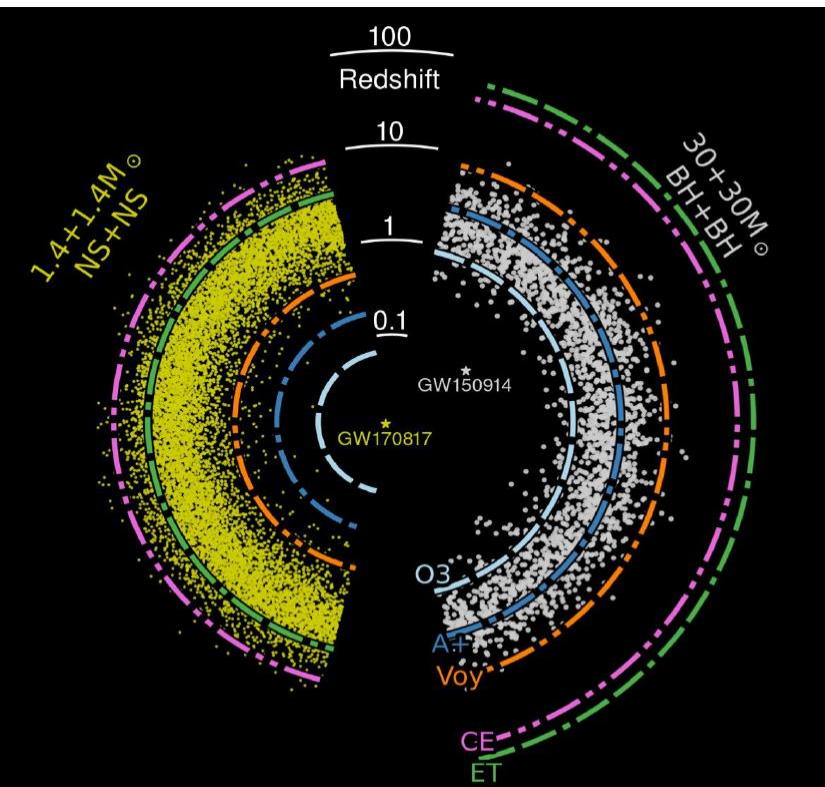 100
Redshift
10
1
0.1
1.4+1.4M☉
NS+NS
30+30M☉
BH+BH
GW150914
GW170817
O3
A+
Voy
CE
ET